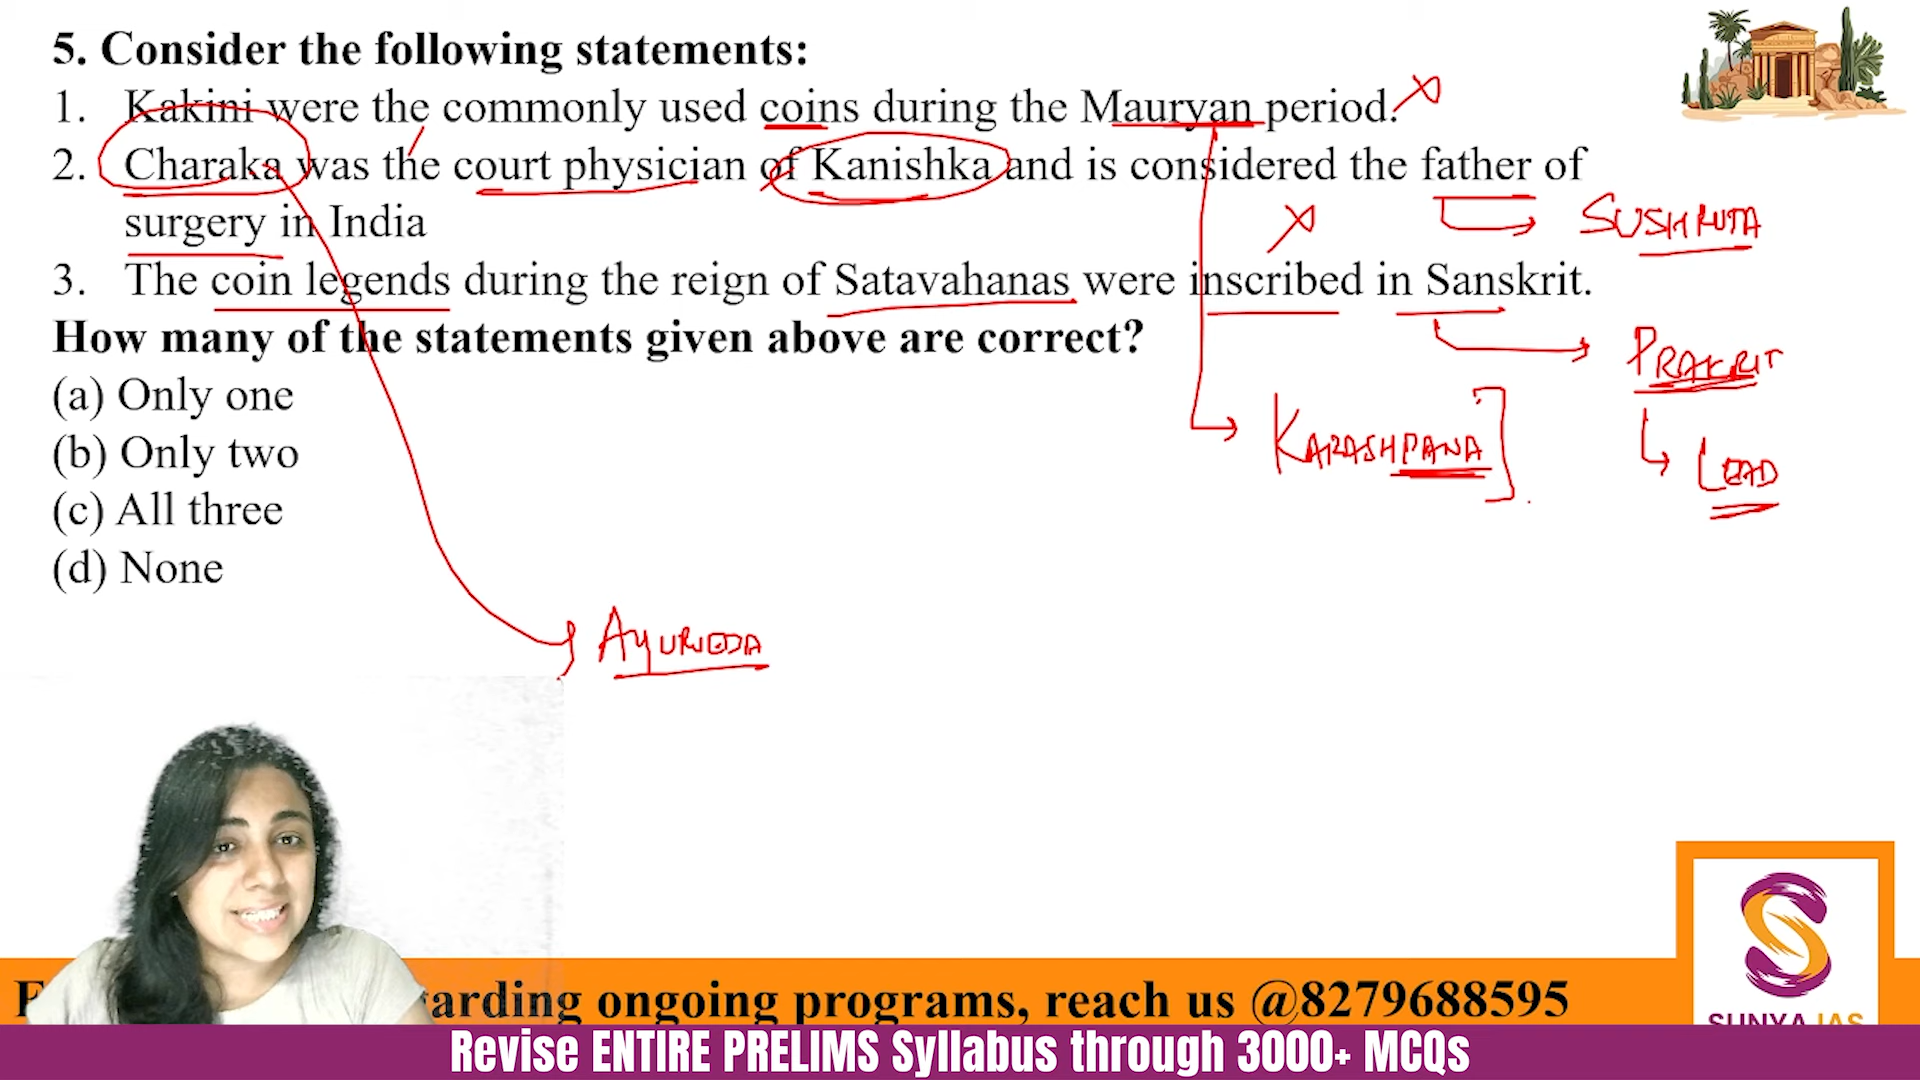 5. Consider the following statements:
1. Kakini were the commonly used coins during the Mauryan period.
2. Charaka was the court physician of Kanishka and is considered the father of
surgery in India
SUSHRUTA
3. The coin legends during the reign of Satavahanas were inscribed in Sanskrit.
How many of the statements given above are correct?
PRAKRIT
(a) Only one
KARASHPANA
(b) Only two
LEAD
(c) All three
(d) None
AYURVEDA
arding ongoing programs, reach us @8279688595
SUNYA IAS
Revise ENTIRE PRELIMS Syllabus through 3000+ MCQs